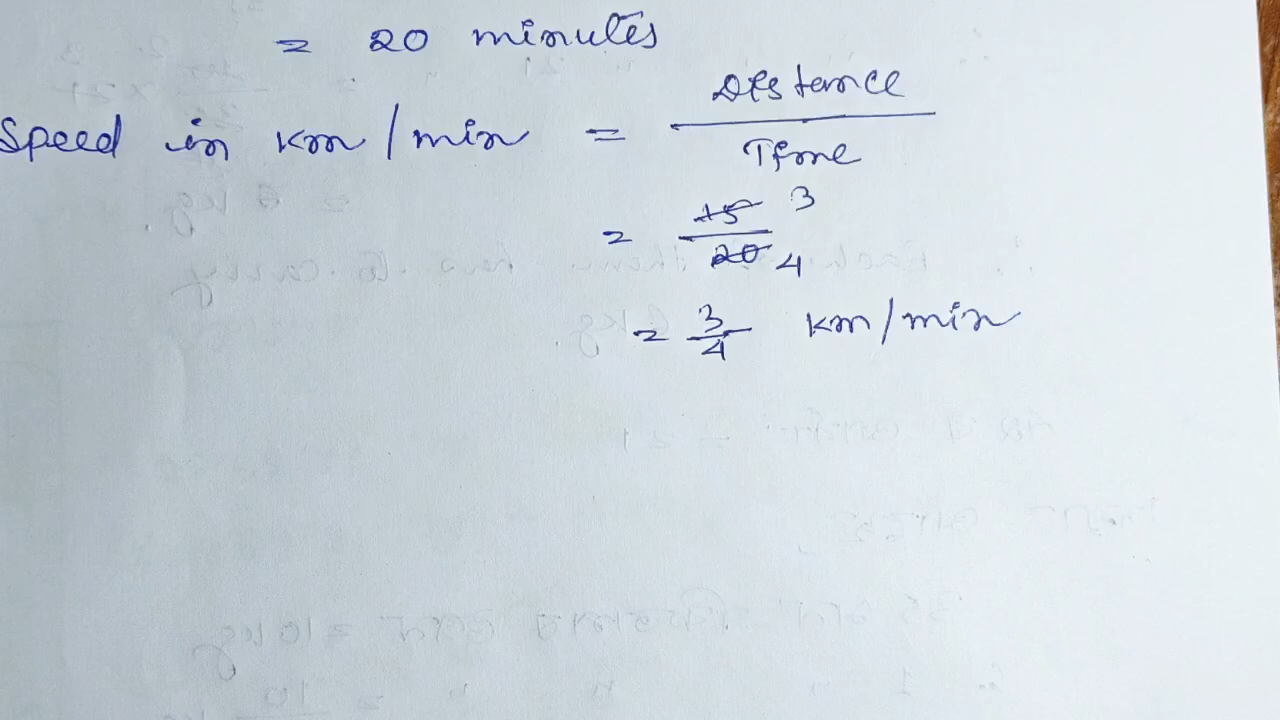 = 20 minutes
Speed in km/min = Distance
Time
= 15 3
20 4
= 3/4 km/min